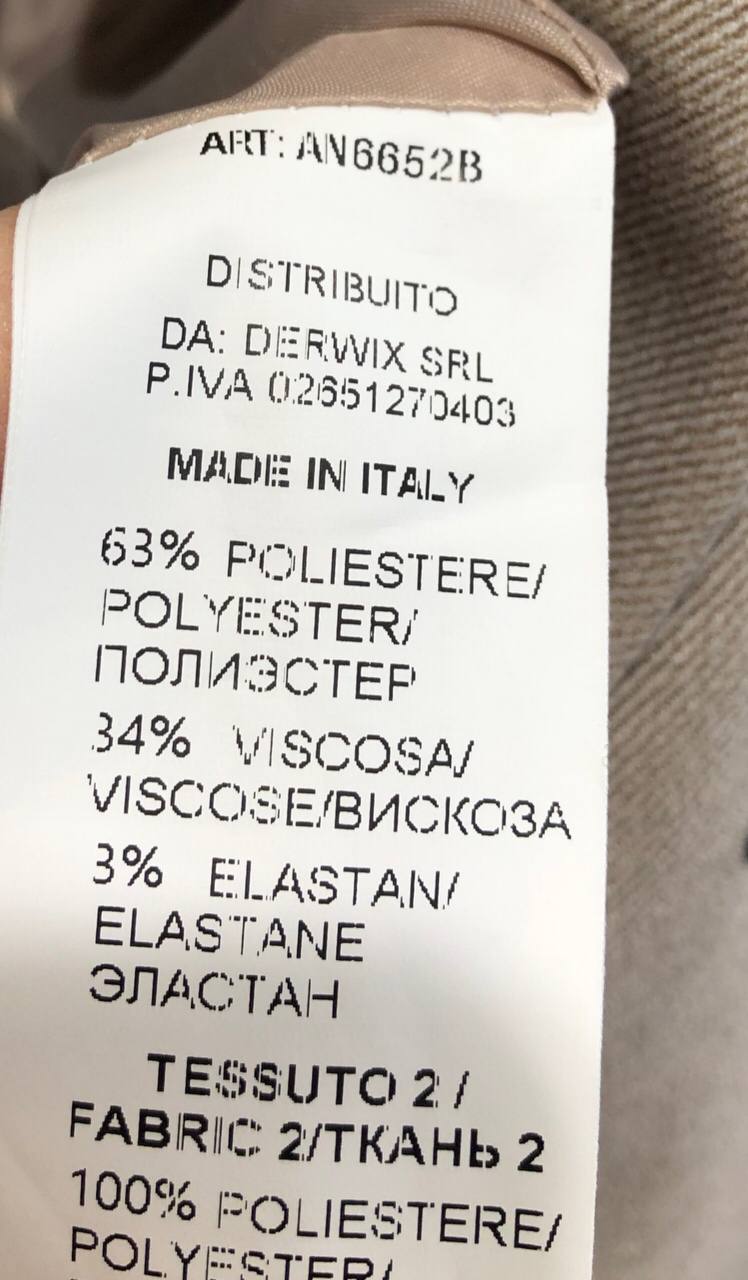 ART: AN6652B
DISTRIBUITO
DA: DERWIX SRL
P.IVA 02651270403
MADE IN ITALY
63% POLIESTERE/
POLYESTER/
ПОЛИЭСТЕР
34% VISCOSA/
VISCOSE/ВИСКОЗА
3% ELASTAN/
ELASTANE
ЭЛАСТАН
TESSUTO 2 /
FABRIC 2/ТКАНЬ 2
100% POLIESTERE/
POLYESTER/